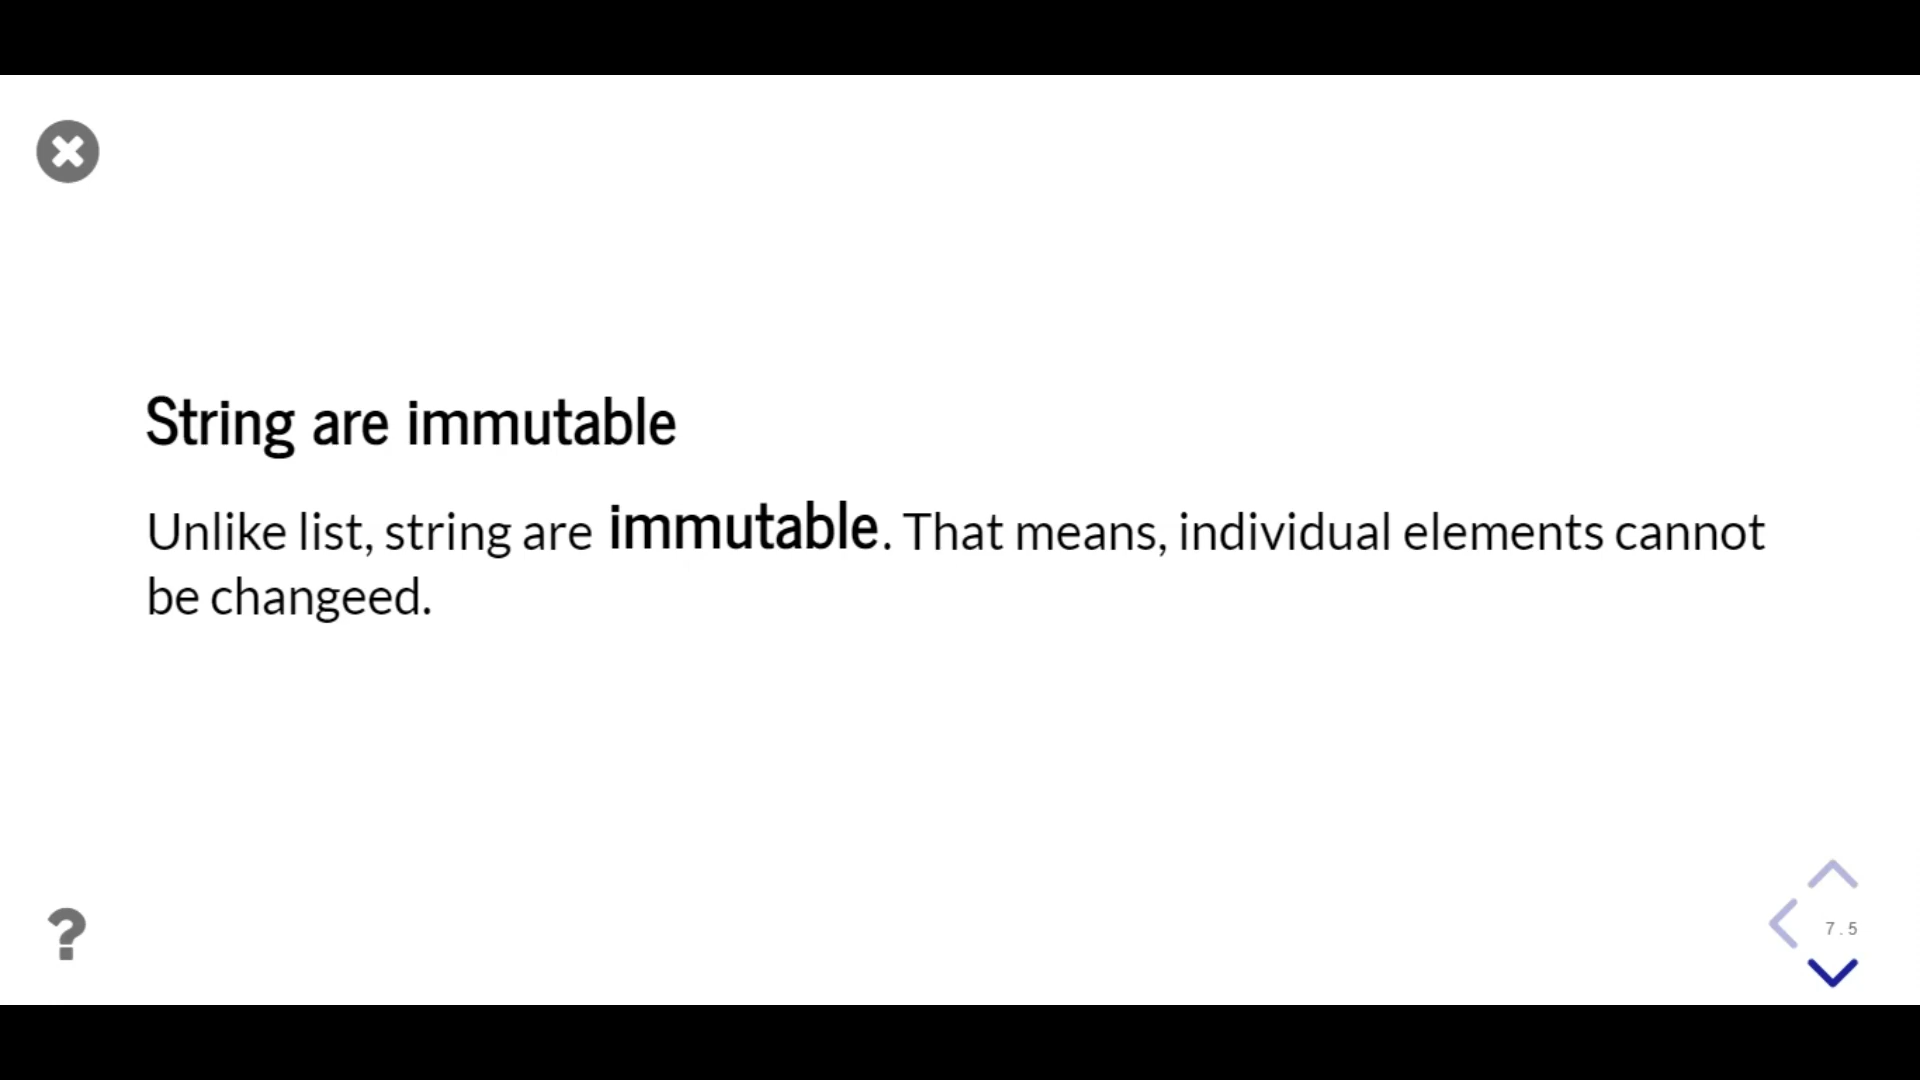 String are immutable
Unlike list, string are immutable. That means, individual elements cannot
be changeed.
?
7.5